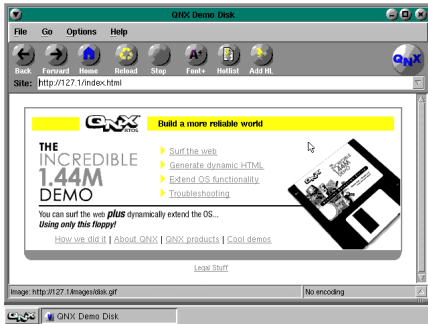 QNX Demo Disk
File Go Options Help
Back Forward Home Reload Stop Font+ Hotlist Add HL
QNX
Site: http://127.1/index.html
QNX RTOS Build a more reliable world
THE
INCREDIBLE
1.44M
DEMO
Surf the web
Generate dynamic HTML
Extend OS functionality
Troubleshooting
You can surf the web plus dynamically extend the OS...
Using only this floppy!
How we did it | About QNX | QNX products | Cool demos
Legal Stuff
Image: http://127.1/images/disk.gif No encoding
QNX QNX Demo Disk